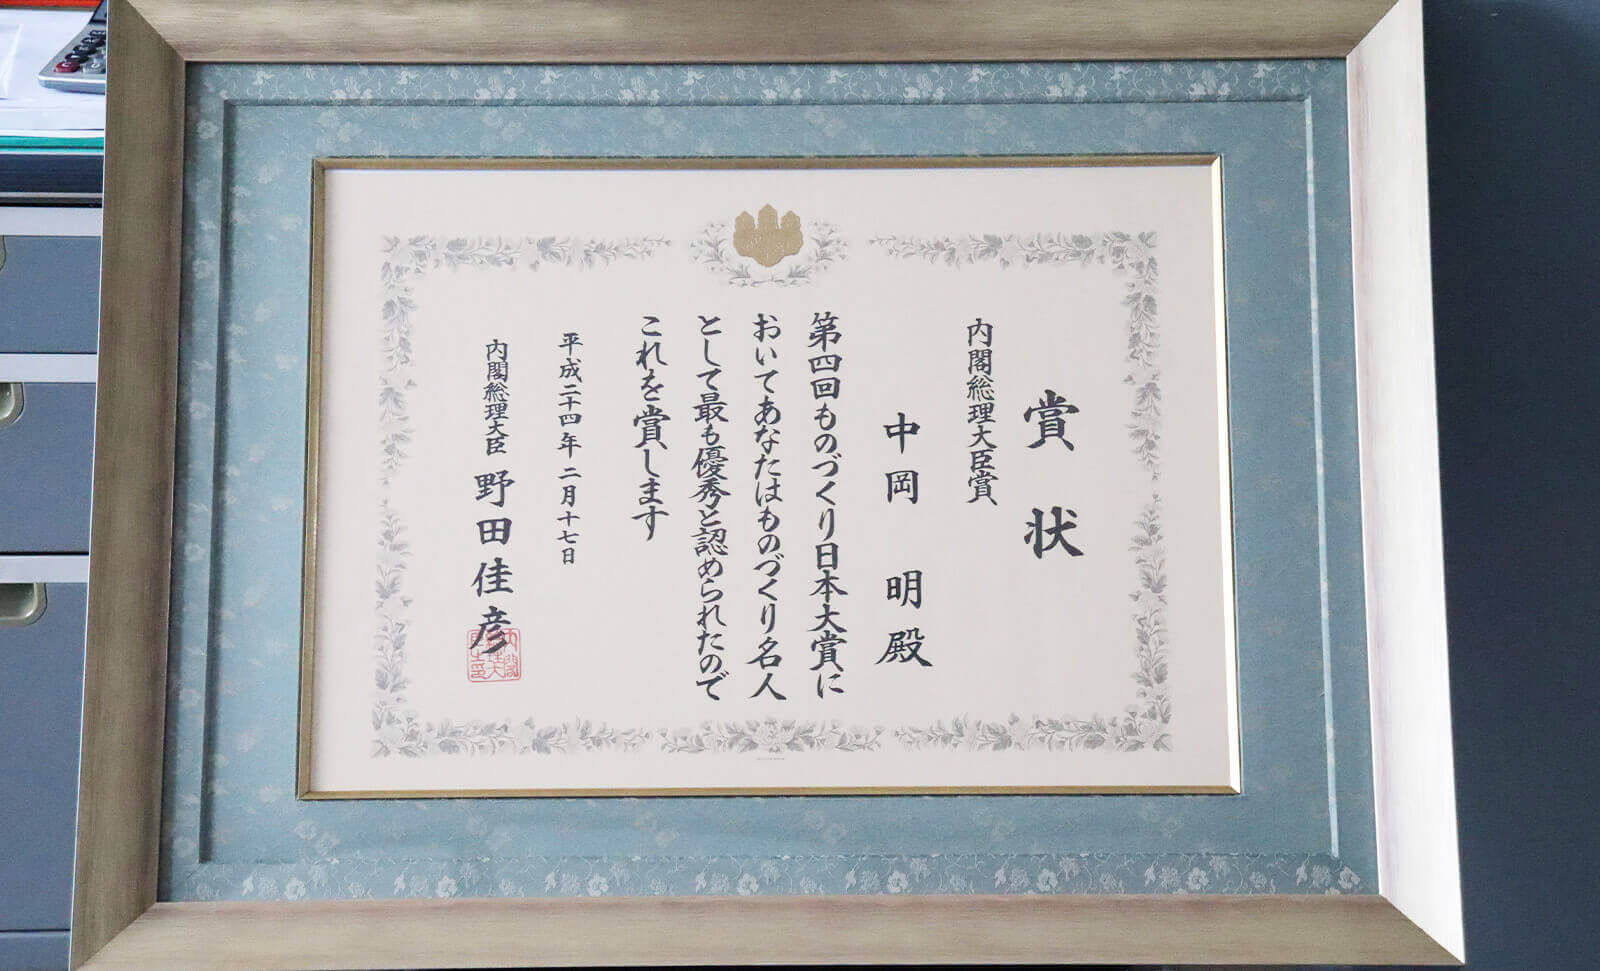 賞状
内閣総理大臣賞
中岡 明殿
第四回ものづくり日本大賞に
おいてあなたはものづくり名人
として最も優秀と認められたので
これを賞します
平成二十四年二月十七日
内閣総理大臣 野田佳彦